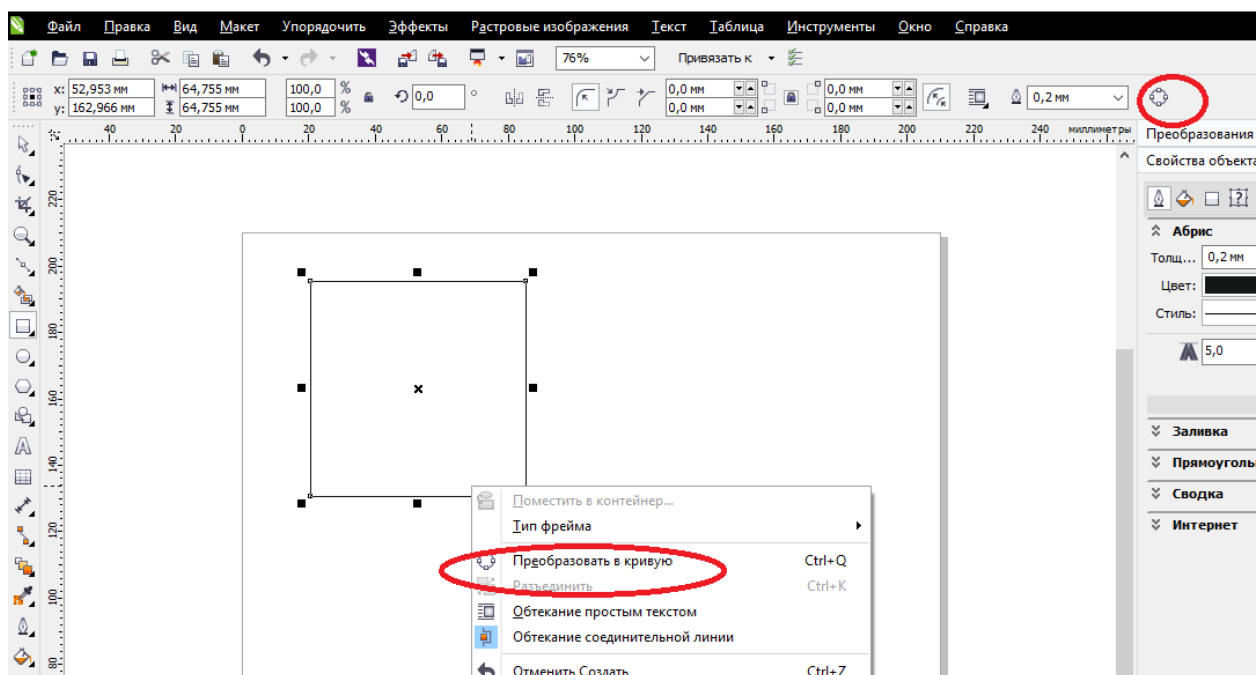 Файл Правка Вид Макет Упорядочить Эффекты Растровые изображения Текст Таблица Инструменты Окно Справка
76% Привязать к
x: 52,953 мм 64,755 мм 100,0 % 0,0 ° 0,0 мм 0,0 мм 0,2 мм
y: 162,966 мм 64,755 мм 100,0 % 0,0 мм 0,0 мм
40 20 0 20 40 60 80 100 120 140 160 180 200 220 240 миллиметры
Преобразования
Свойства объекта
220
Абрис
Толщ... 0,2 мм
200
Цвет:
Стиль:
180
5,0
160
Заливка
140
Прямоуголь
Сводка
Поместить в контейнер...
Тип фрейма
Интернет
120
Преобразовать в кривую Ctrl+Q
Разъединить Ctrl+K
100
Обтекание простым текстом
Обтекание соединительной линии
80
Отменить Создать Ctrl+Z